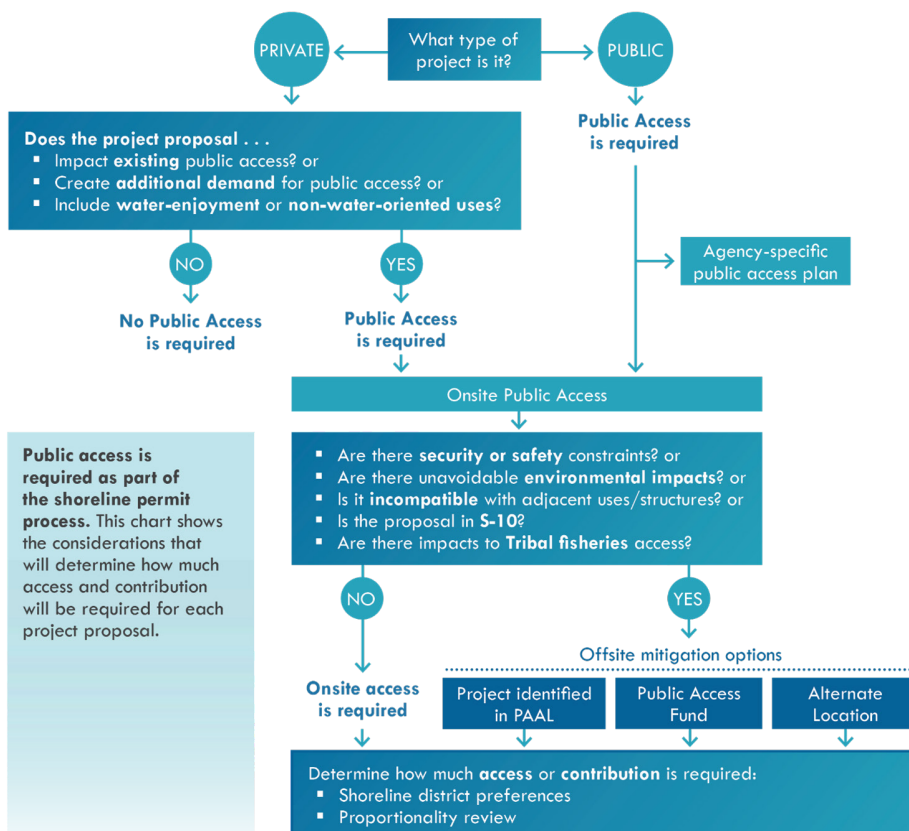 What type of
project is it?
PRIVATE
PUBLIC
Public Access
is required
Does the project proposal . . .
▪ Impact existing public access? or
▪ Create additional demand for public access? or
▪ Include water-enjoyment or non-water-oriented uses?
Agency-specific
public access plan
NO
YES
No Public Access
is required
Public Access
is required
Onsite Public Access
Public access is
required as part of
the shoreline permit
process. This chart shows
the considerations that
will determine how much
access and contribution
will be required for each
project proposal.
▪ Are there security or safety constraints? or
▪ Are there unavoidable environmental impacts? or
▪ Is it incompatible with adjacent uses/structures? or
▪ Is the proposal in S-10?
▪ Are there impacts to Tribal fisheries access?
NO
YES
Offsite mitigation options
Onsite access
is required
Project identified
in PAAL
Public Access
Fund
Alternate
Location
Determine how much access or contribution is required:
▪ Shoreline district preferences
▪ Proportionality review